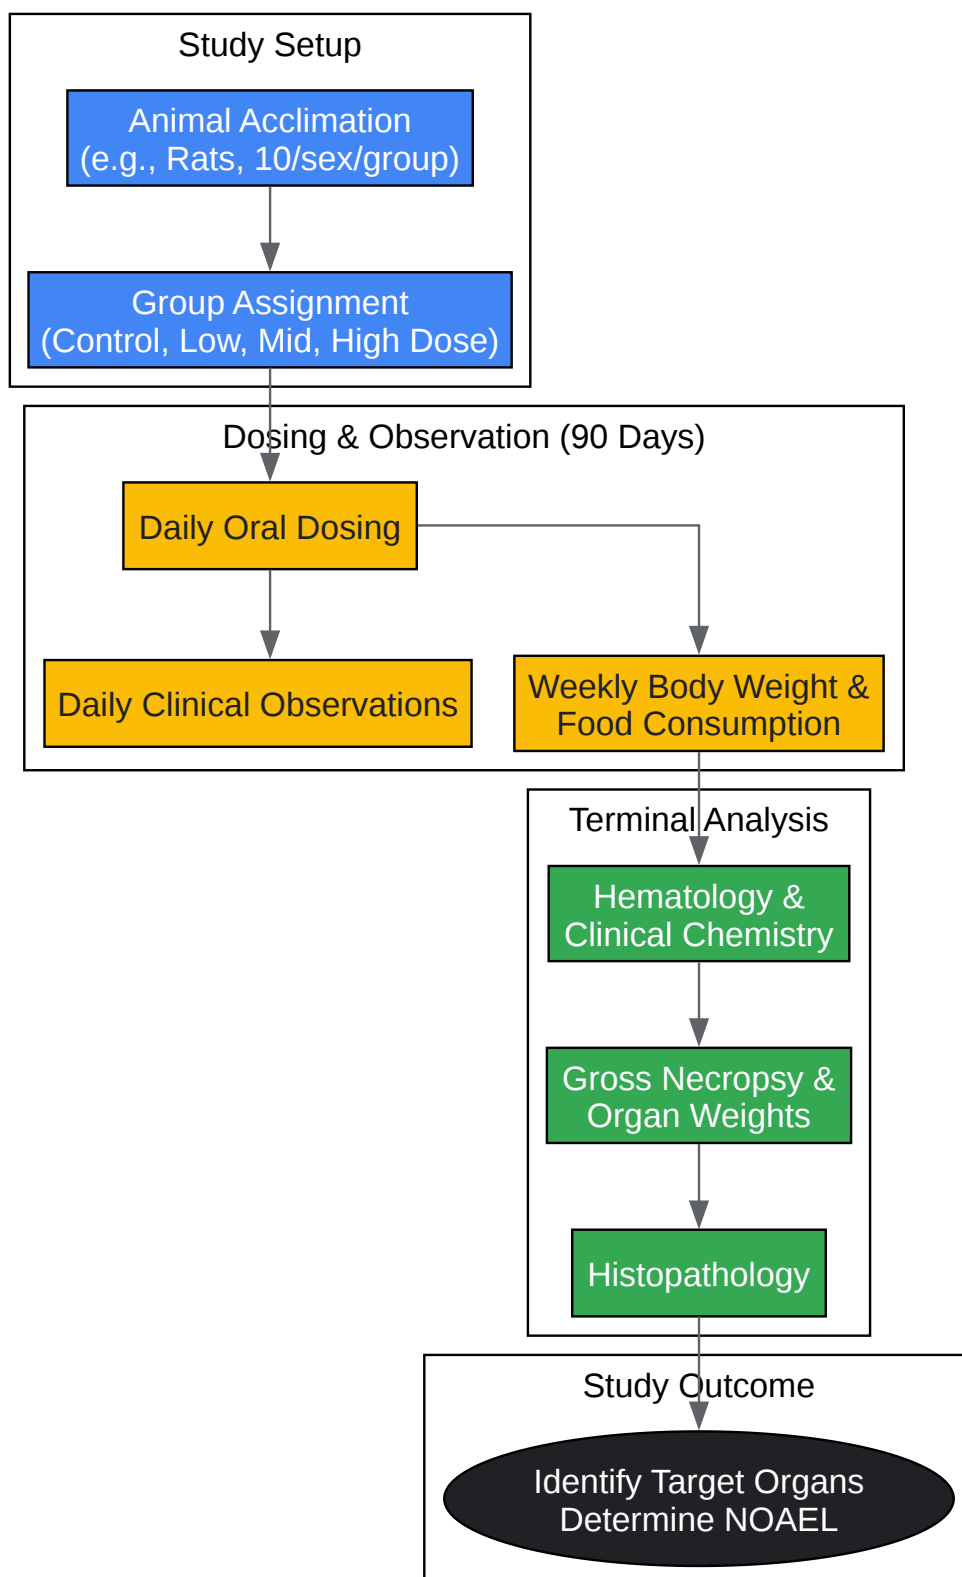 Study Setup
Animal Acclimation
(e.g., Rats, 10/sex/group)
Group Assignment
(Control, Low, Mid, High Dose)
Dosing & Observation (90 Days)
Daily Oral Dosing
Daily Clinical Observations
Weekly Body Weight &
Food Consumption
Terminal Analysis
Hematology &
Clinical Chemistry
Gross Necropsy &
Organ Weights
Histopathology
Study Outcome
Identify Target Organs
Determine NOAEL